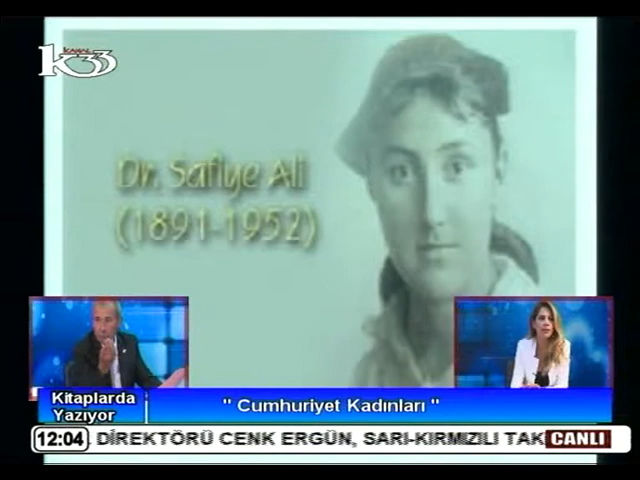 KANAL
K33
Dr. Safiye Ali
(1891-1952)
Kitaplarda
Yazıyor
" Cumhuriyet Kadınları "
12:04 . DİREKTÖRÜ CENK ERGÜN, SARI-KIRMIZILI TAK CANLI